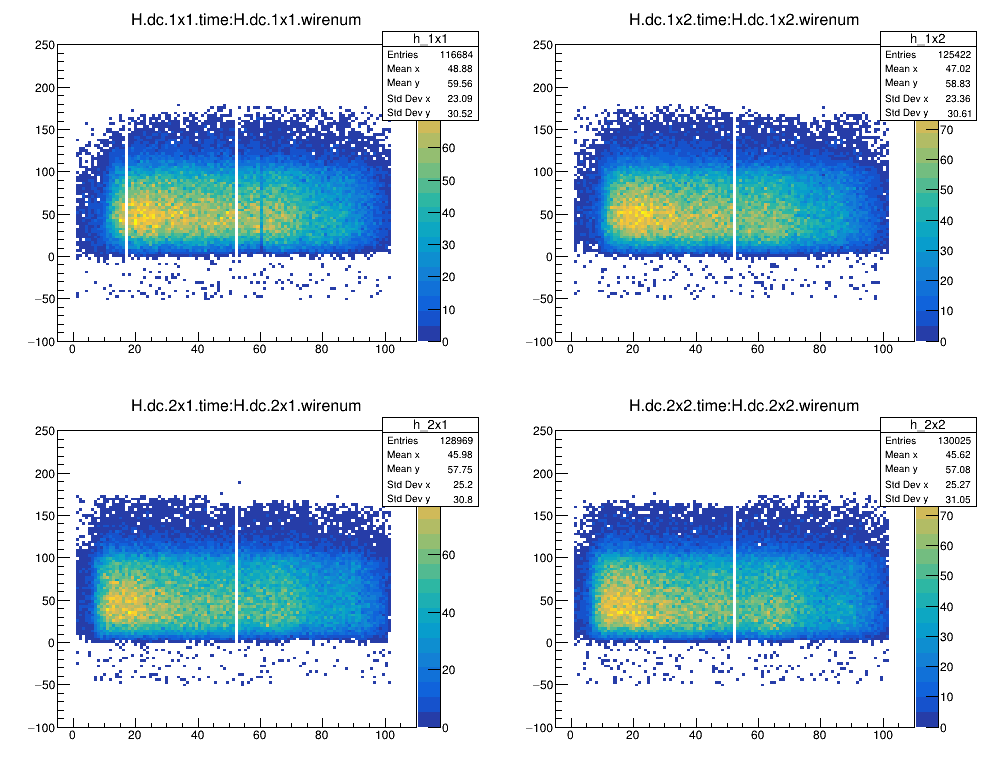 H.dc.1x1.time:H.dc.1x1.wirenum
h_1x1
Entries 116684
Mean x 48.88
Mean y 59.56
Std Dev x 23.09
Std Dev y 30.52
250
200
150
100
50
0
−50
−100
0 20 40 60 80 100
60
50
40
30
20
10
0
H.dc.1x2.time:H.dc.1x2.wirenum
h_1x2
Entries 125422
Mean x 47.02
Mean y 58.83
Std Dev x 23.36
Std Dev y 30.61
250
200
150
100
50
0
−50
−100
0 20 40 60 80 100
70
60
50
40
30
20
10
0
H.dc.2x1.time:H.dc.2x1.wirenum
h_2x1
Entries 128969
Mean x 45.98
Mean y 57.75
Std Dev x 25.2
Std Dev y 30.8
250
200
150
100
50
0
−50
−100
0 20 40 60 80 100
60
40
20
0
H.dc.2x2.time:H.dc.2x2.wirenum
h_2x2
Entries 130025
Mean x 45.62
Mean y 57.08
Std Dev x 25.27
Std Dev y 31.05
250
200
150
100
50
0
−50
−100
0 20 40 60 80 100
70
60
50
40
30
20
10
0